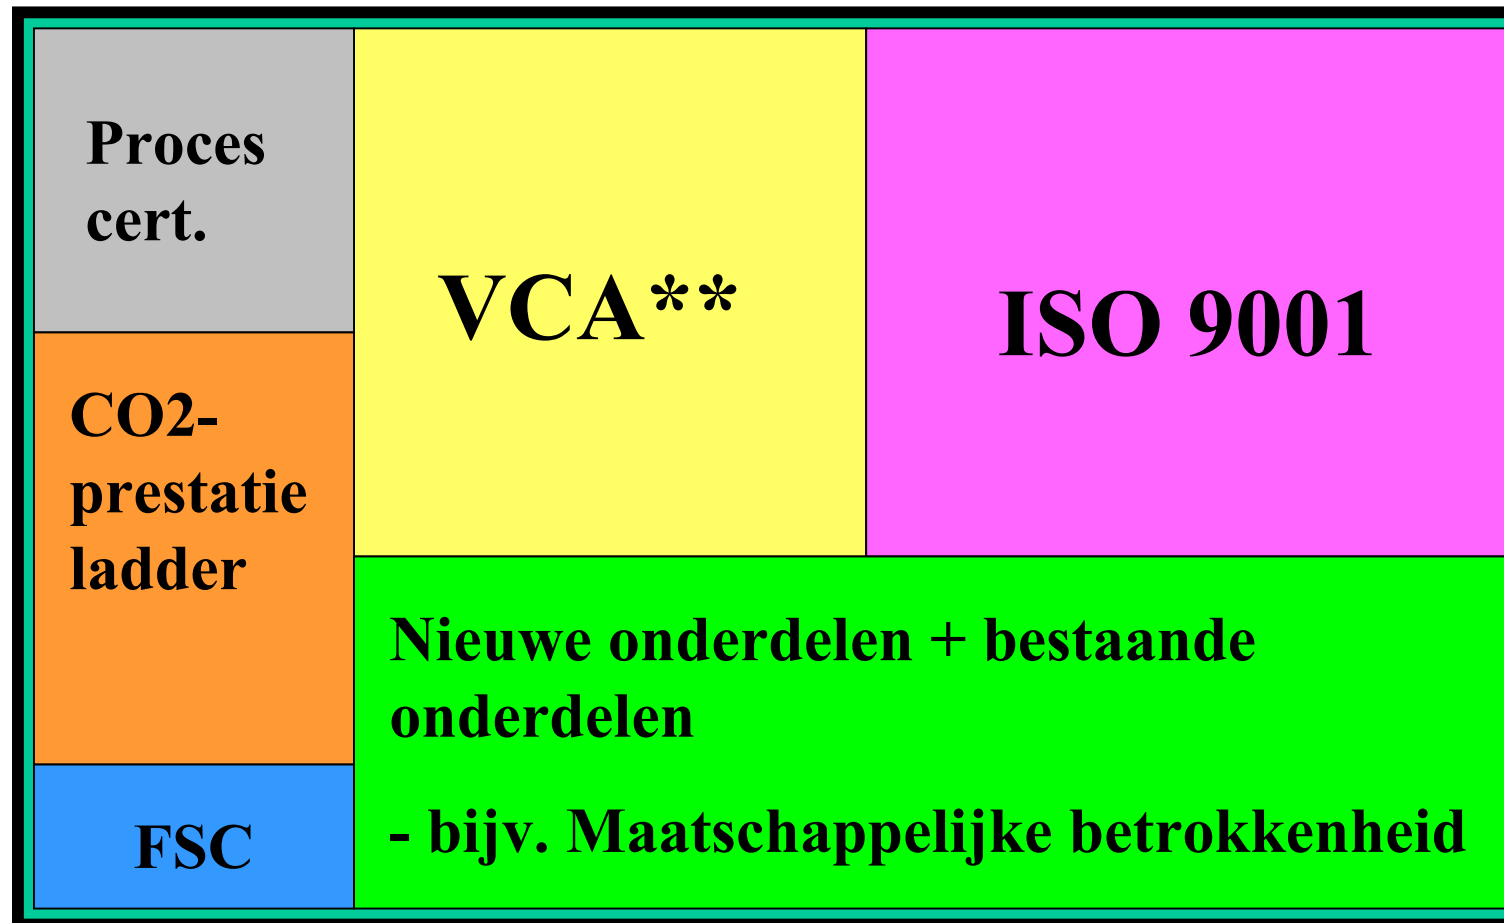 Proces
cert.
VCA**
ISO 9001
CO2-
prestatie
ladder
Nieuwe onderdelen + bestaande
onderdelen
- bijv. Maatschappelijke betrokkenheid
FSC